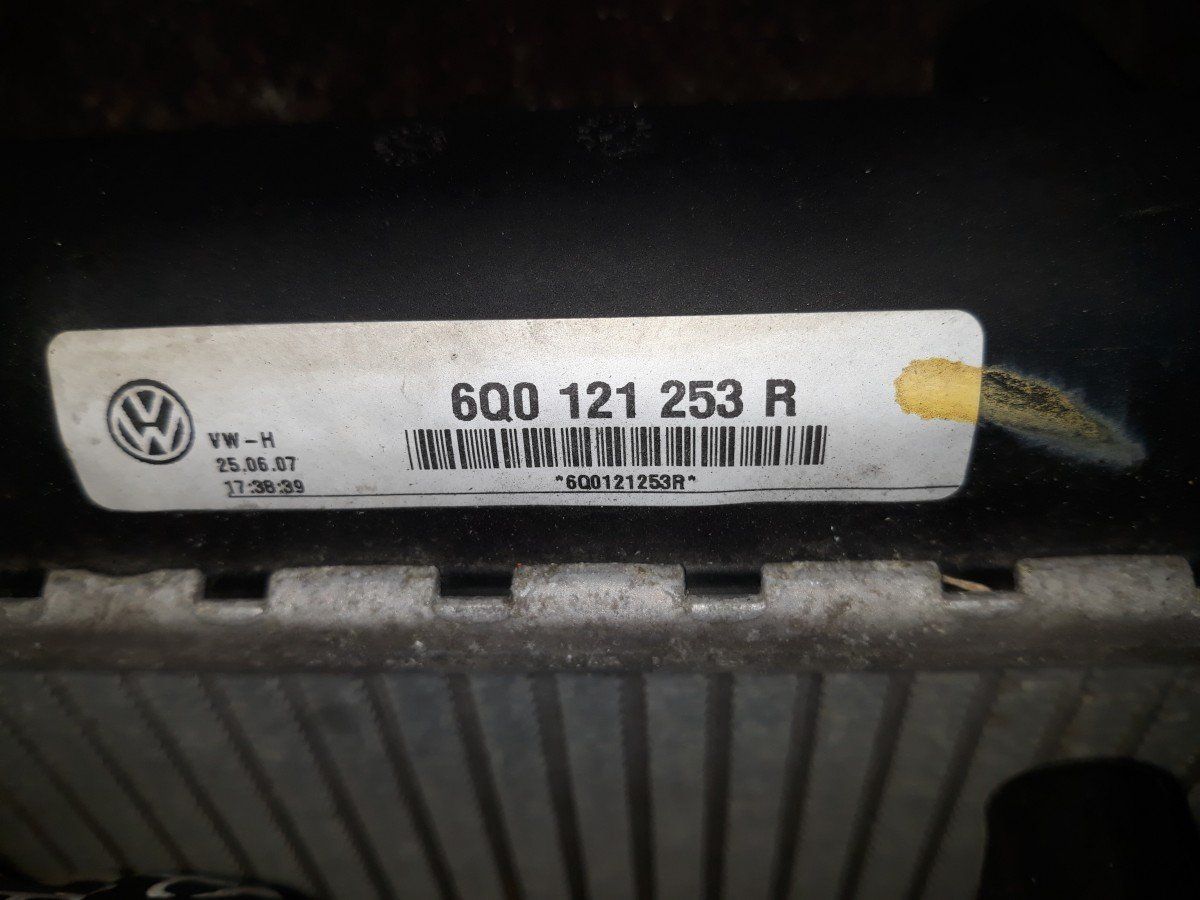 6Q0 121 253 R
VW-H
25.06.07
17:38:39
*6Q0121253R*